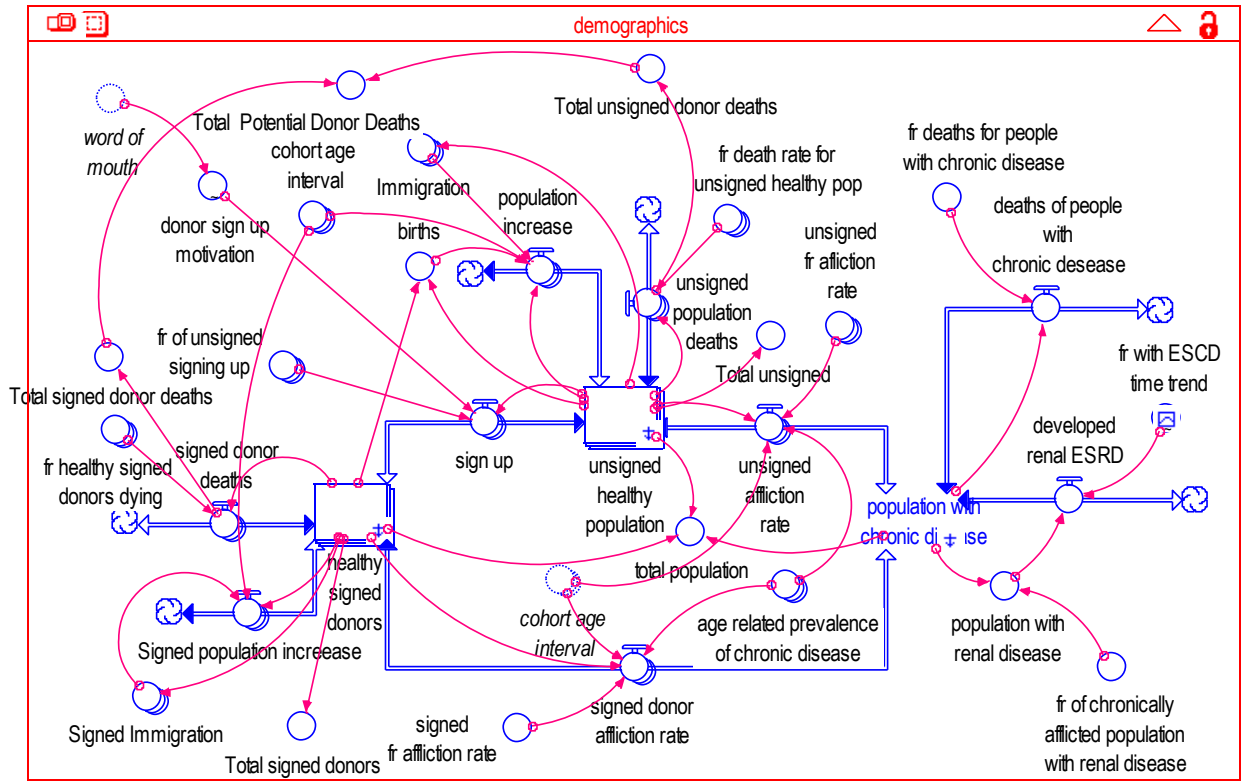 demographics
word of
mouth
Total Potential Donor Deaths
Total unsigned donor deaths
cohort age
interval
Immigration
population
increase
fr death rate for
unsigned healthy pop
fr deaths for people
with chronic disease
donor sign up
motivation
births
unsigned
population
deaths
unsigned
fr afliction
rate
deaths of people
with
chronic desease
fr of unsigned
signing up
Total unsigned
fr with ESCD
time trend
Total signed donor deaths
fr healthy signed
donors dying
signed donor
deaths
sign up
unsigned
healthy
population
unsigned
affliction
rate
developed
renal ESRD
population with
chronic disease
healthy
signed
donors
total population
Signed population increease
cohort age
interval
age related prevalence
of chronic disease
population with
renal disease
Signed Immigration
Total signed donors
signed
fr affliction rate
signed donor
affliction rate
fr of chronically
afflicted population
with renal disease